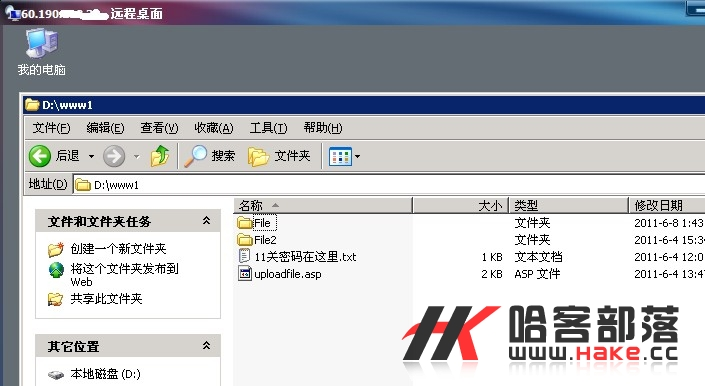 60.190 远程桌面
我的电脑
D:\www1
文件(F) 编辑(E) 查看(V) 收藏(A) 工具(T) 帮助(H)
后退 搜索 文件夹
地址(D) D:\www1
名称 大小 类型 修改日期
File 文件夹 2011-6-8 1:43
File2 文件夹 2011-6-4 15:34
11关密码在这里.txt 1 KB 文本文档 2011-6-4 12:0
uploadfile.asp 2 KB ASP 文件 2011-6-4 13:47
文件和文件夹任务
创建一个新文件夹
将这个文件夹发布到
Web
共享此文件夹
其它位置
本地磁盘 (D:)
HK 哈客部落
www.HAKE.cc